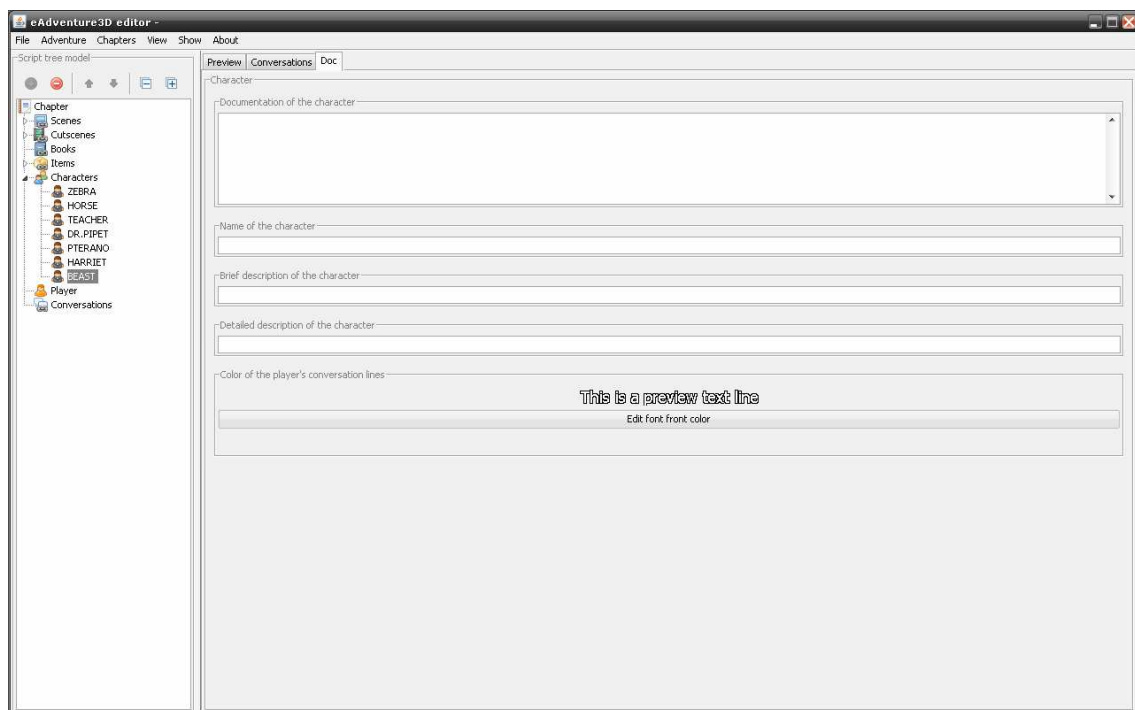 eAdventure3D editor -
File Adventure Chapters View Show About
Script tree model
Chapter
Scenes
Cutscenes
Books
Items
Characters
ZEBRA
HORSE
TEACHER
DR.PIPET
PTERANO
HARRIET
BEAST
Player
Conversations
Preview Conversations Doc
Character
Documentation of the character
Name of the character
Brief description of the character
Detailed description of the character
Color of the player's conversation lines
This is a preview text line
Edit font front color